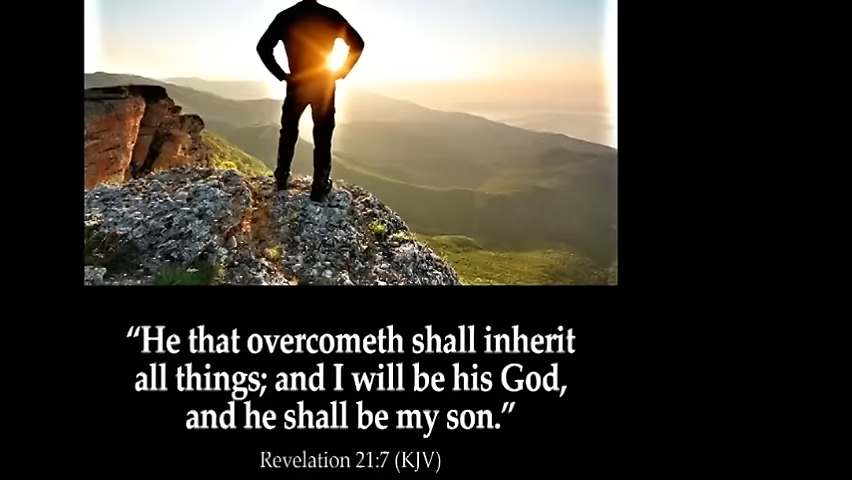 “He that overcometh shall inherit
all things; and I will be his God,
and he shall be my son.”
Revelation 21:7 (KJV)